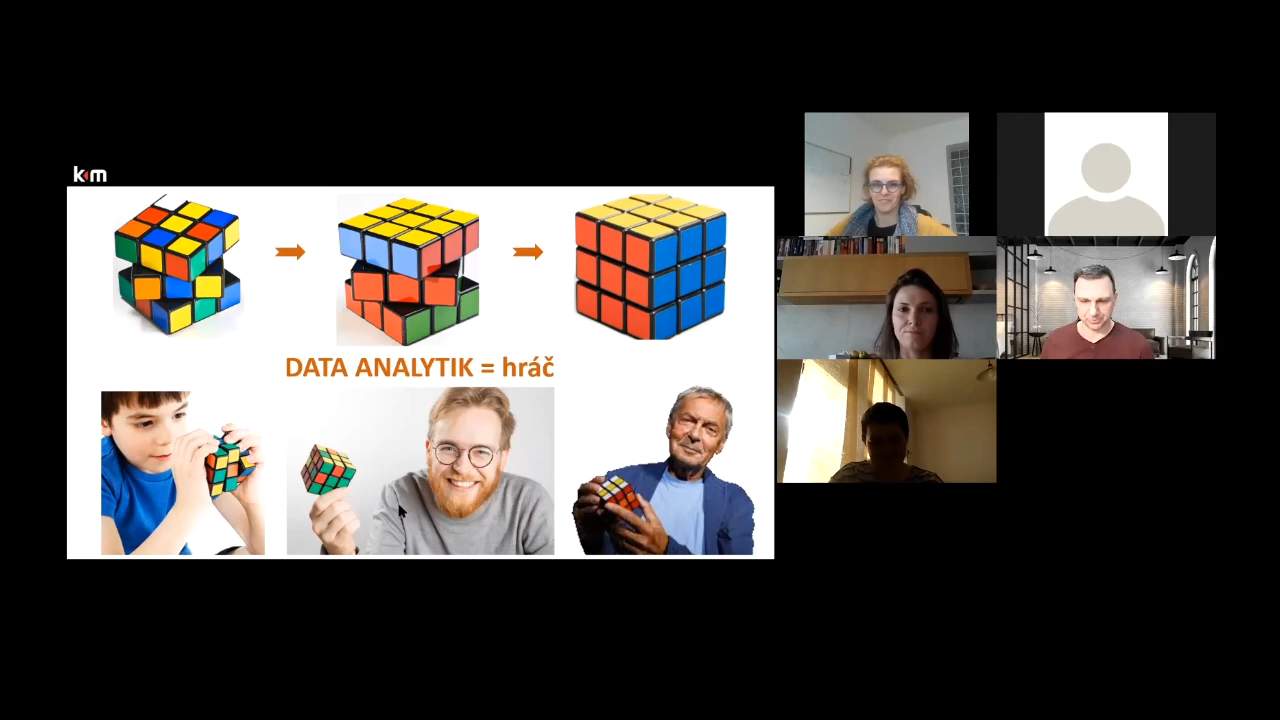 k‹m
DATA ANALYTIK = hráč